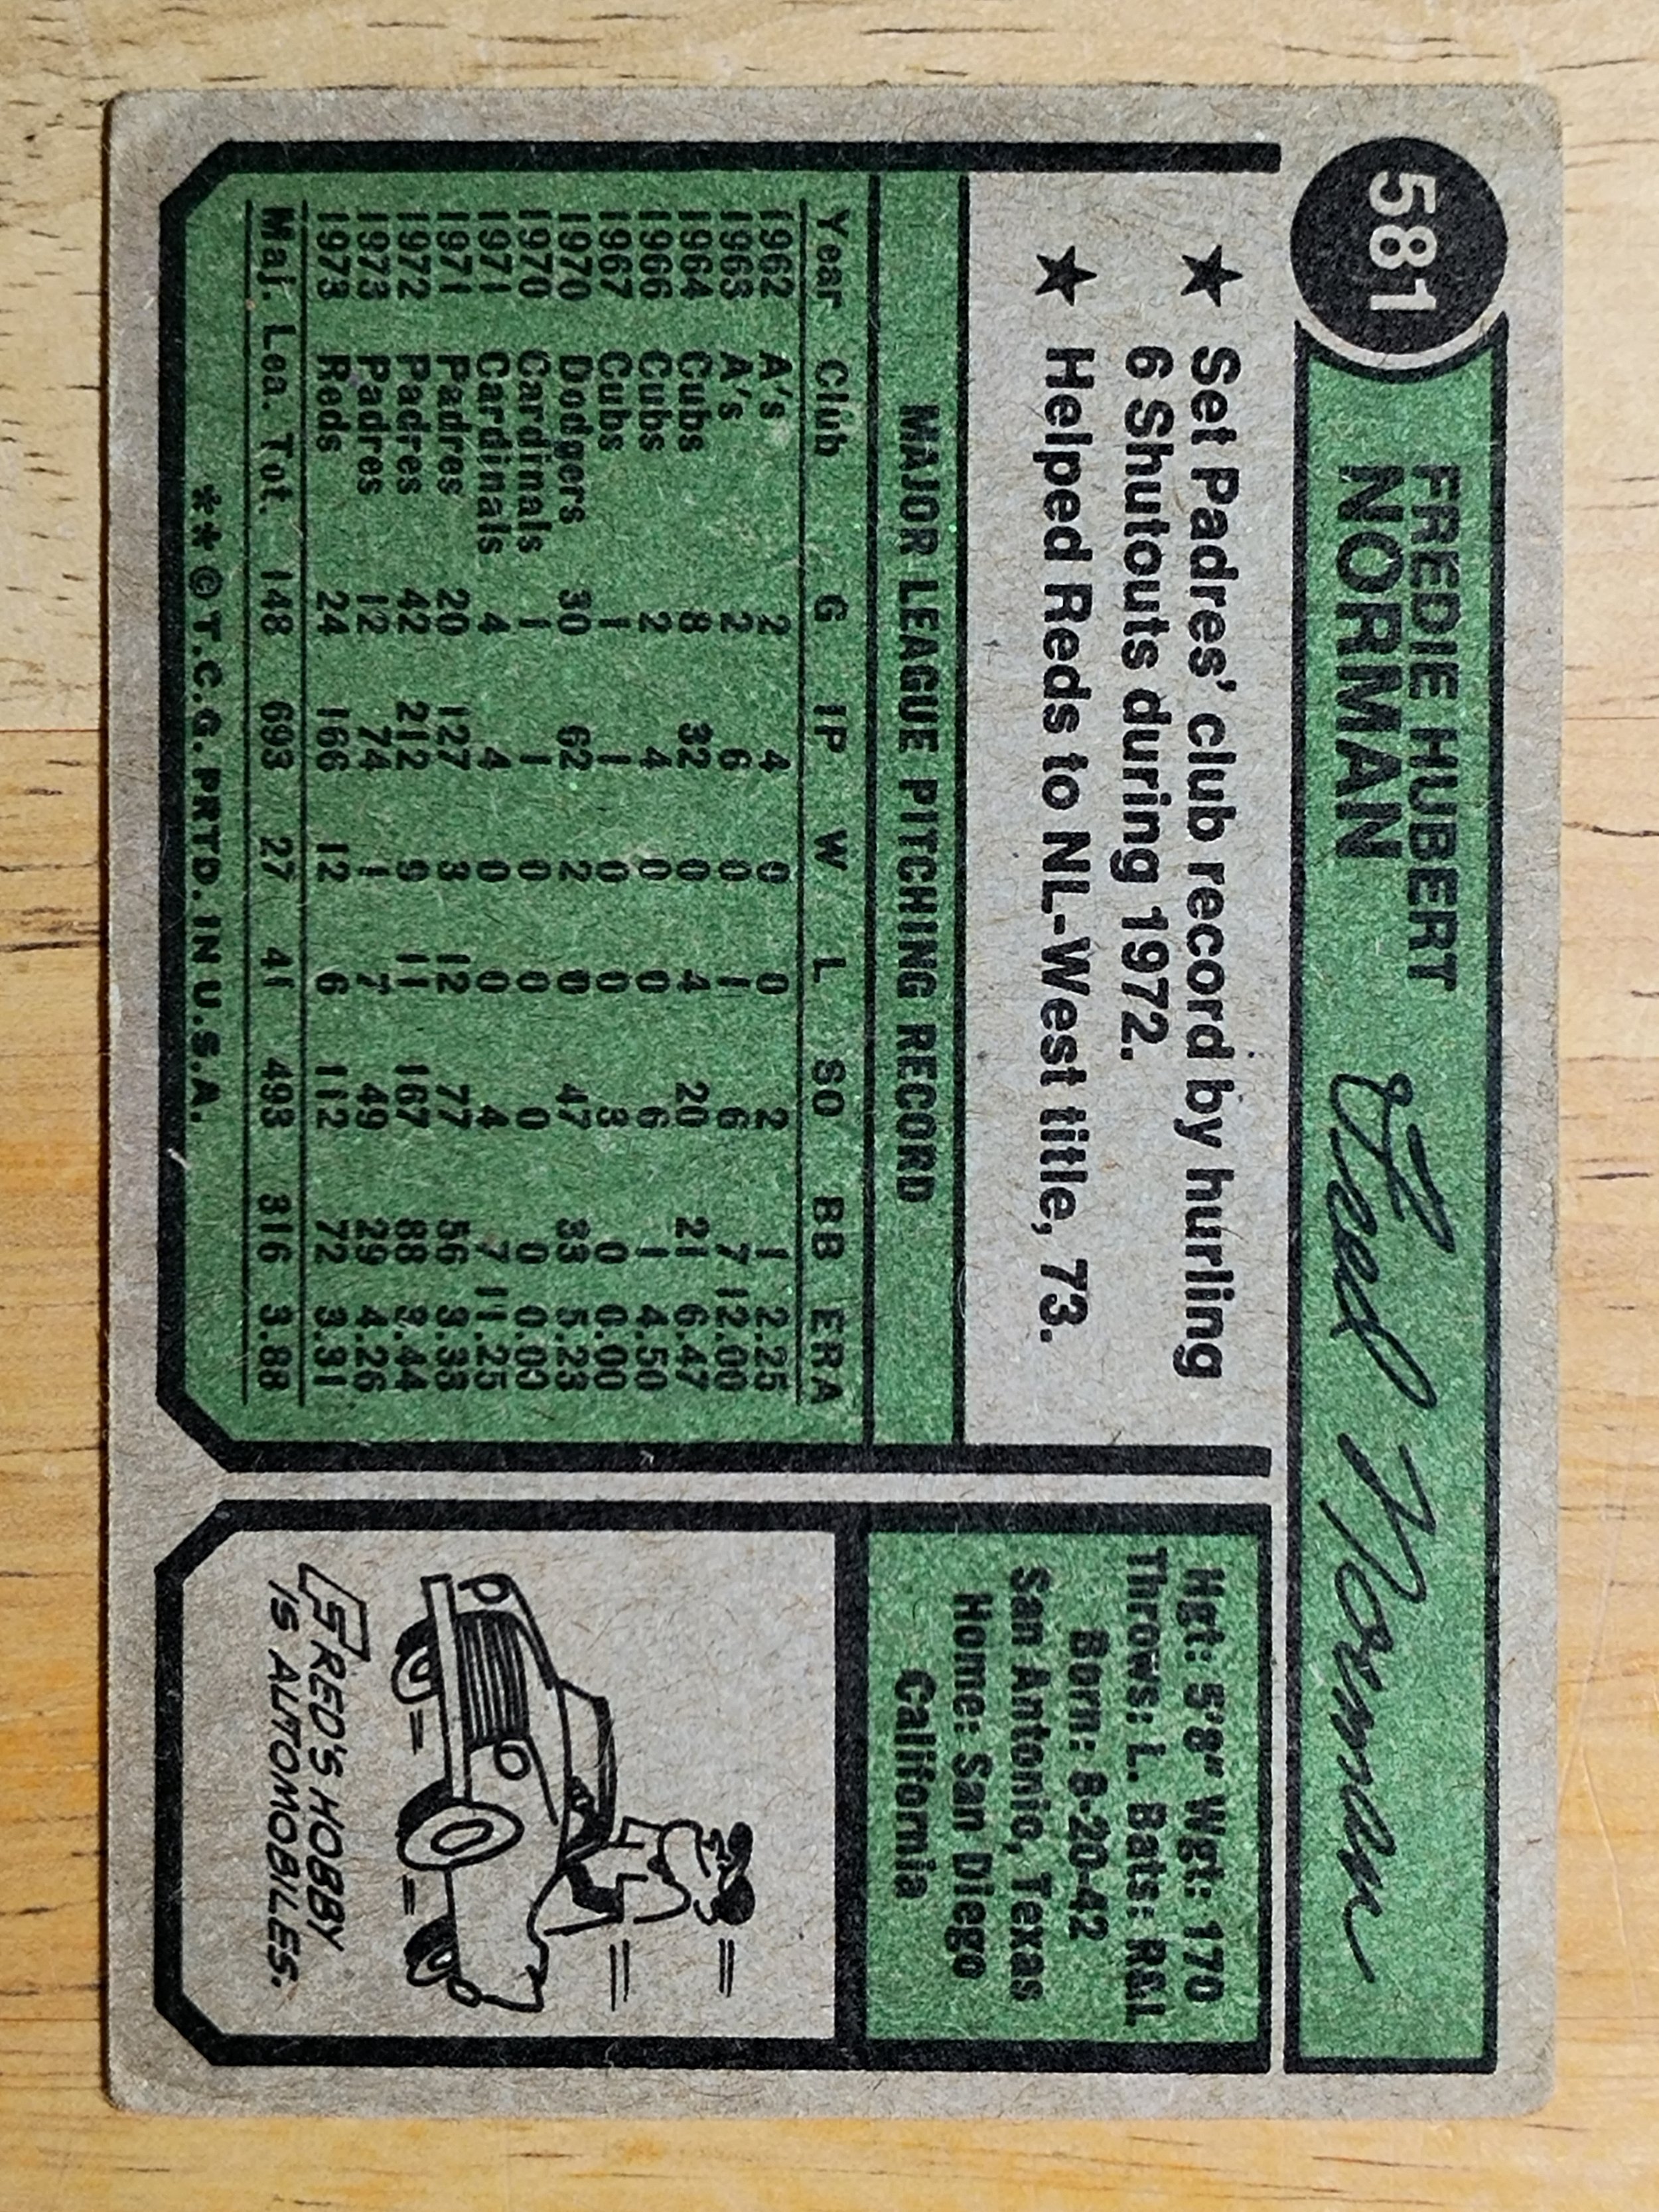 581
FREDIE HUBERT
NORMAN
Fred Norman
★ Set Padres' club record by hurling
6 Shutouts during 1972.
★ Helped Reds to NL-West title, 73.
Hgt: 5'8" Wgt: 170
Throws: L. Bats: R&L
Born: 8-20-42
San Antonio, Texas
Home: San Diego
California
MAJOR LEAGUE PITCHING RECORD
Year Club G IP W L SO BB ERA
1962 A's 2 4 0 0 2 1 2.25
1963 A's 2 6 0 1 6 7 12.00
1964 Cubs 8 32 0 4 20 21 6.47
1966 Cubs 2 4 0 0 6 1 4.50
1967 Cubs 1 1 0 0 3 0 0.00
1970 Dodgers 30 62 2 0 47 33 5.23
1970 Cardinals 1 1 0 0 0 0 0.00
1971 Cardinals 4 4 0 0 4 7 11.25
1971 Padres 20 127 3 12 77 56 3.33
1972 Padres 42 212 9 11 167 88 3.44
1973 Padres 12 74 1 7 49 29 4.26
1973 Reds 24 166 12 6 112 72 3.31
Maj. Lea. Tot. 148 693 27 41 493 316 3.88
**©T.C.G. PRTD. IN U.S.A.
FRED'S HOBBY
IS AUTOMOBILES.